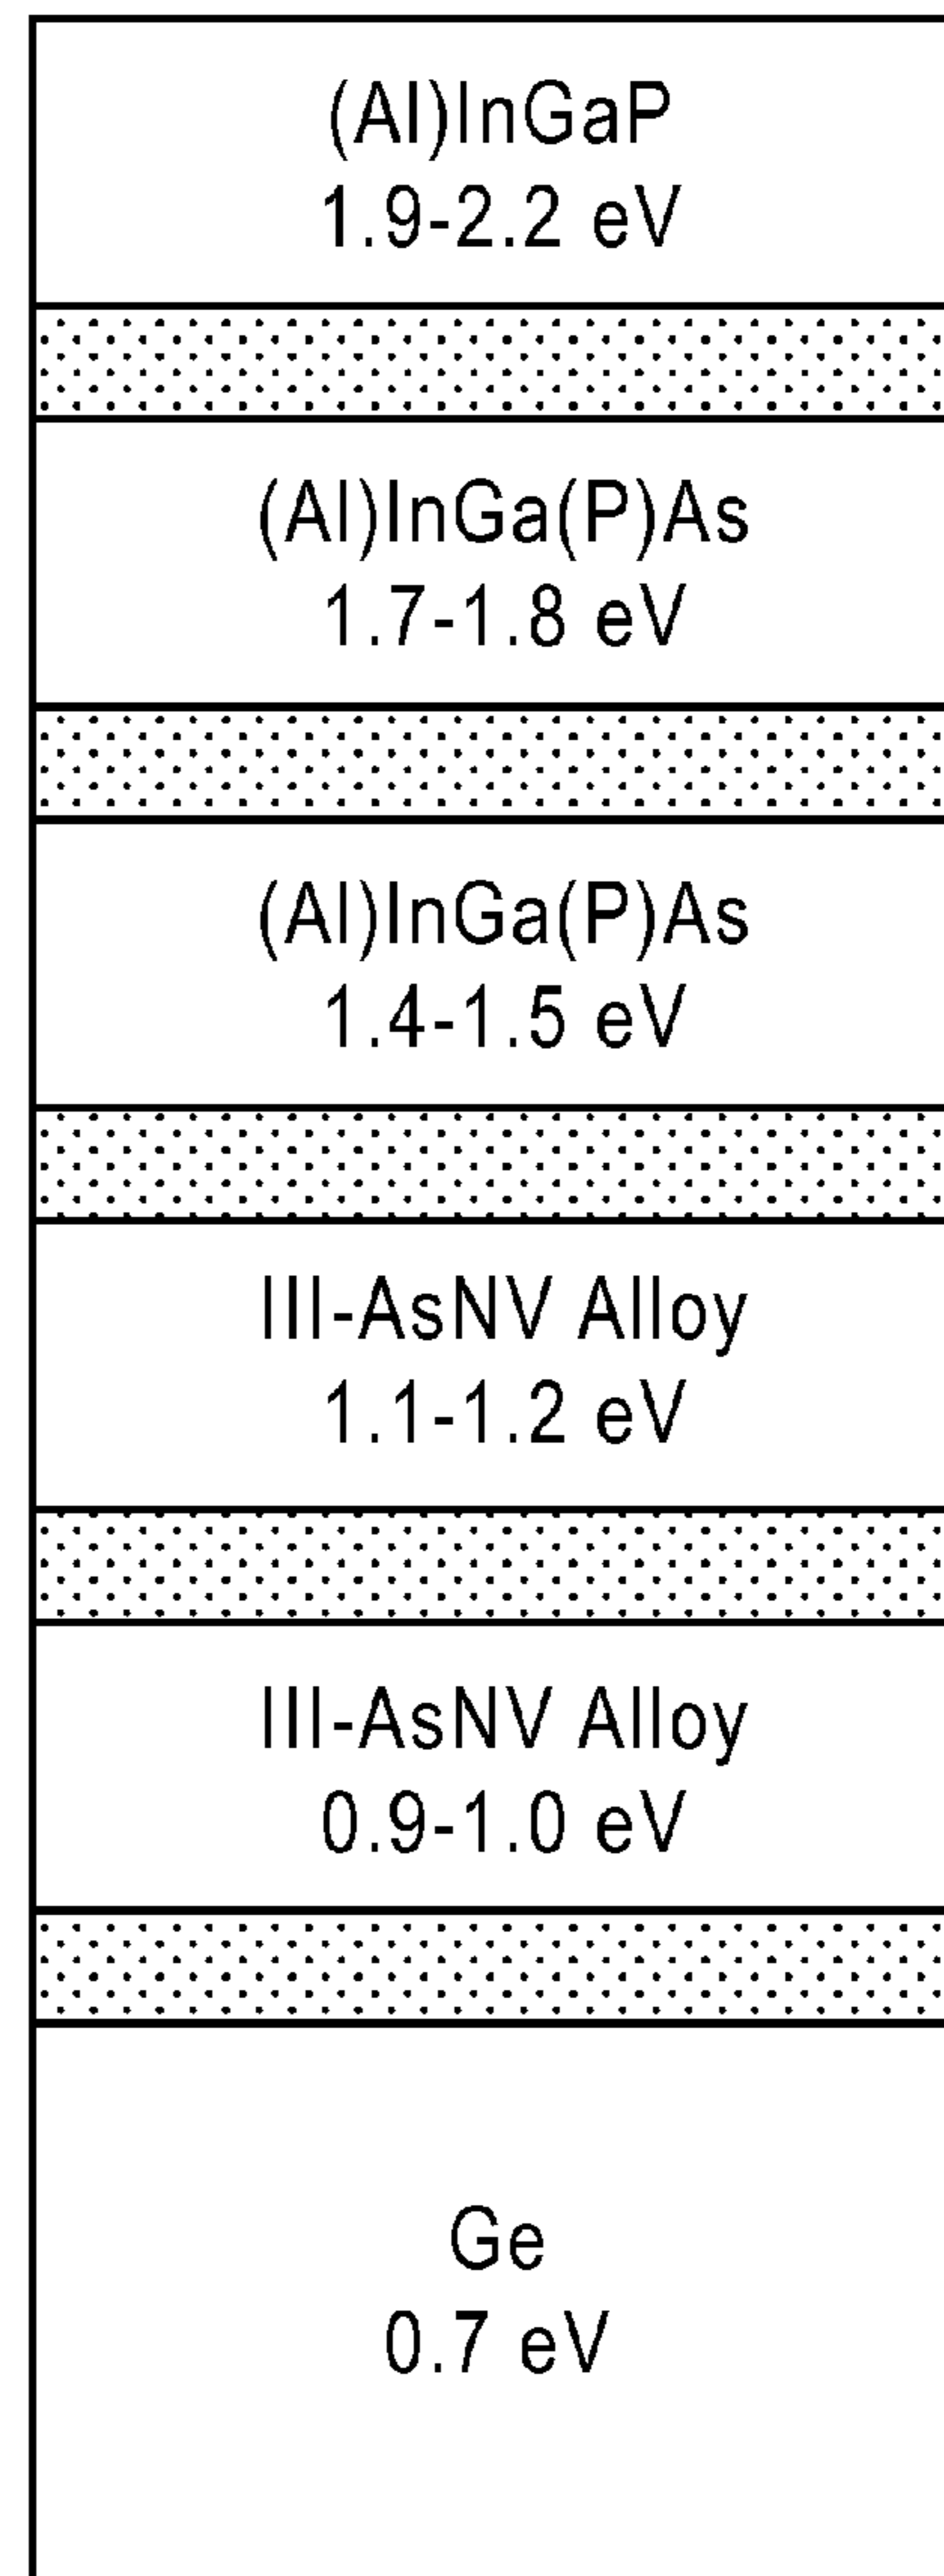 (Al)InGaP
1.9-2.2 eV
(Al)InGa(P)As
1.7-1.8 eV
(Al)InGa(P)As
1.4-1.5 eV
III-AsNV Alloy
1.1-1.2 eV
III-AsNV Alloy
0.9-1.0 eV
Ge
0.7 eV